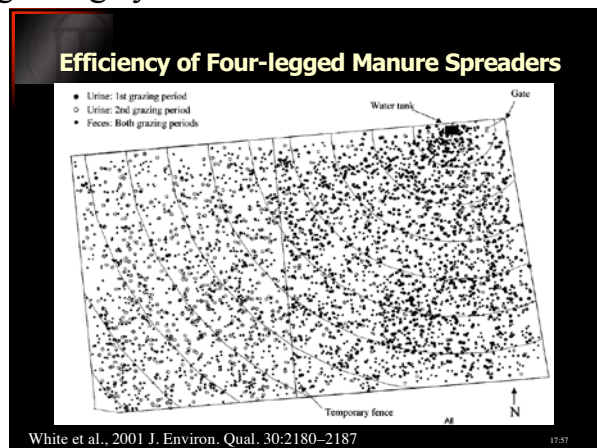 Efficiency of Four-legged Manure Spreaders
Urine: 1st grazing period
Urine: 2nd grazing period
Feces: Both grazing periods
Water tank
Gate
Temporary fence
All
N
White et al., 2001 J. Environ. Qual. 30:2180–2187
17:57